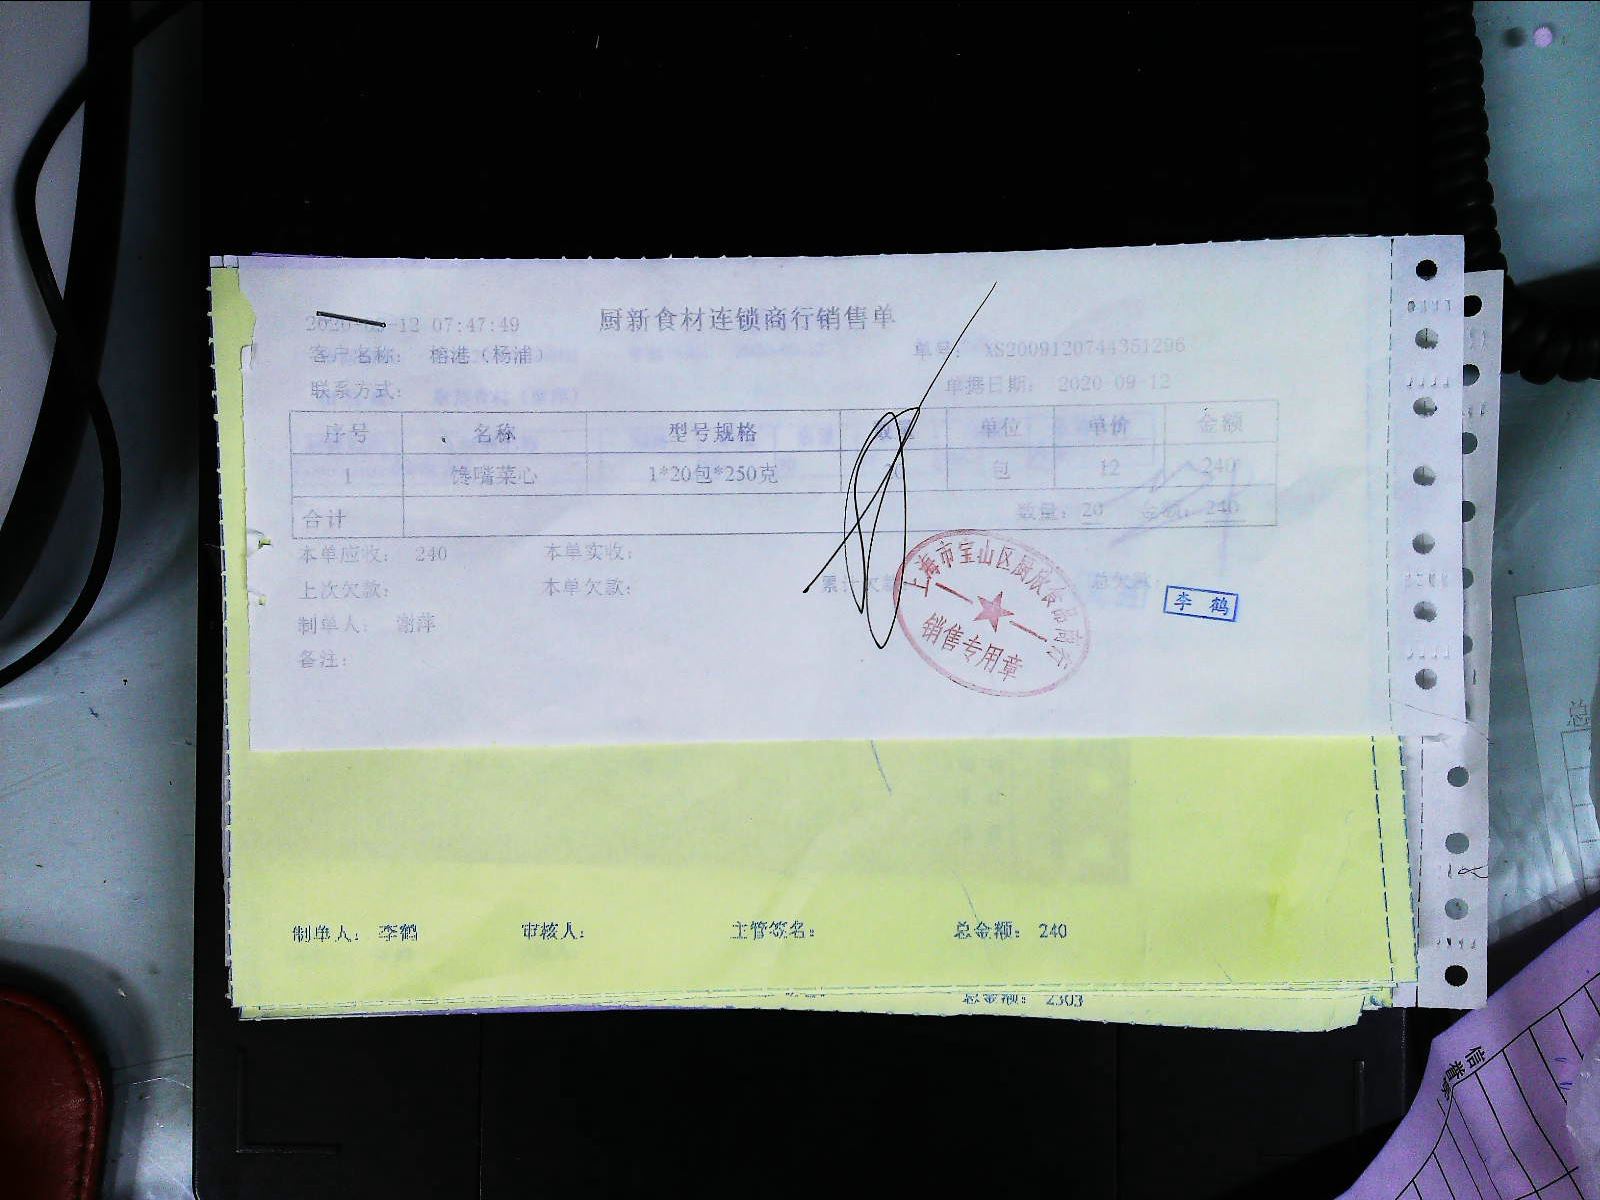 厨新食材连锁商行销售单
12 07:47:49
客户名称： 榕港（杨浦）
单号： XS2009120744351296
联系方式：
单据日期： 2020-09-12
序号 名称 型号规格 单位 单价 金额
1 馋嘴菜心 1*20包*250克 包 12 240
合计 数量：20 金额：240
本单应收： 240 本单实收：
上次欠款： 本单欠款： 总欠款
制单人： 谢萍
备注：
上海市宝山区厨欣食品商行
销售专用章
李鹤
制单人： 李鹤 审核人： 主管签名： 总金额： 240
总金额： 2303
总
信誉